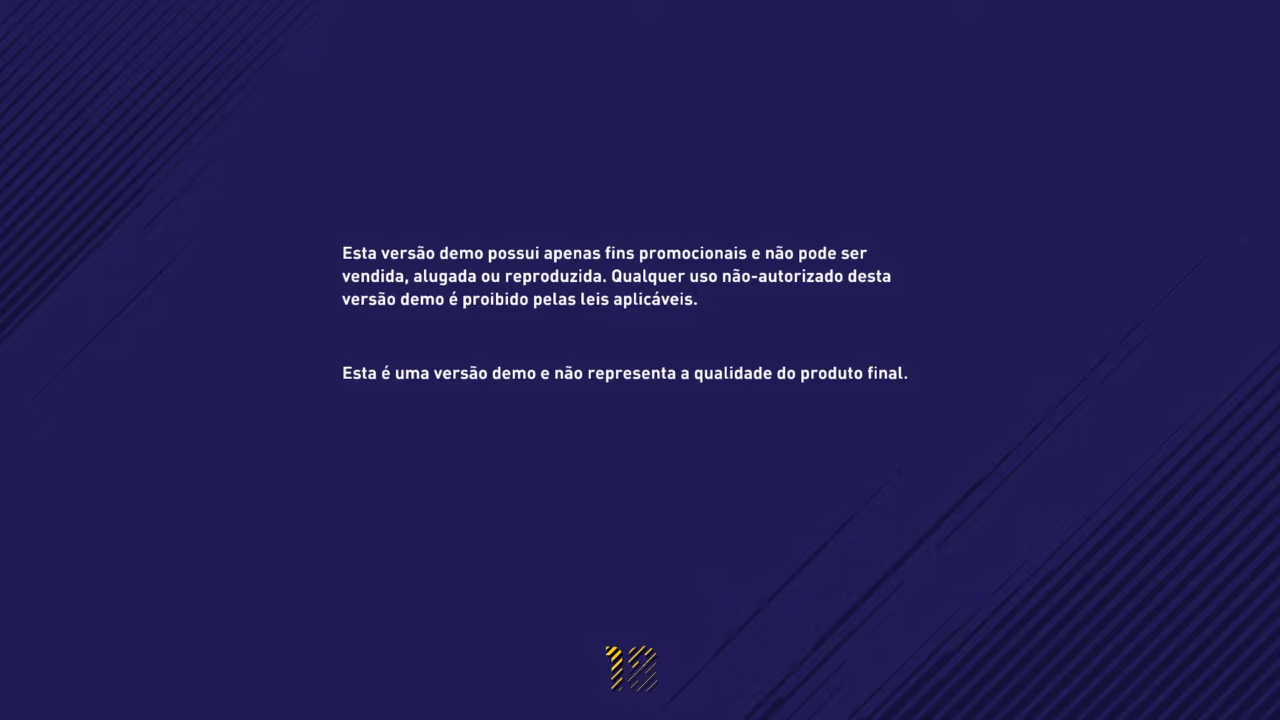 Esta versão demo possui apenas fins promocionais e não pode ser
vendida, alugada ou reproduzida. Qualquer uso não-autorizado desta
versão demo é proibido pelas leis aplicáveis.
Esta é uma versão demo e não representa a qualidade do produto final.
18